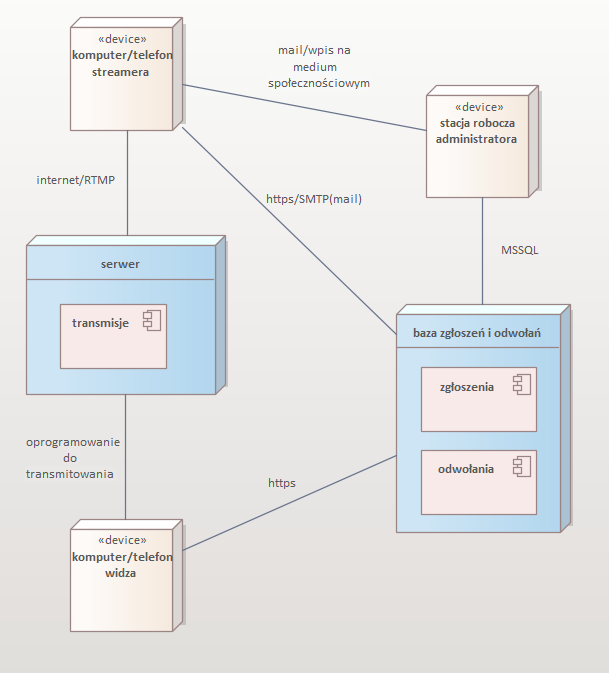 «device»
komputer/telefon
streamera
mail/wpis na
medium
społecznościowym
«device»
stacja robocza
administratora
internet/RTMP
https/SMTP(mail)
MSSQL
serwer
transmisje
baza zgłoszeń i odwołań
zgłoszenia
odwołania
oprogramowanie
do
transmitowania
https
«device»
komputer/telefon
widza